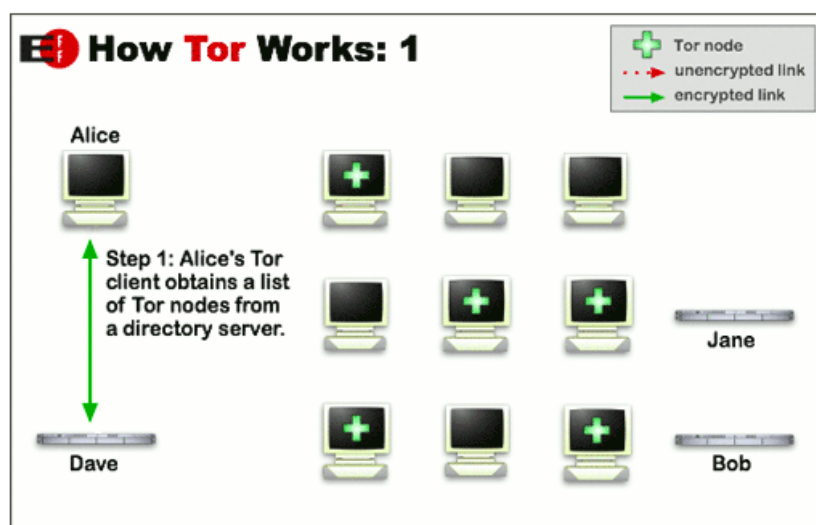 EFF How Tor Works: 1
Tor node
unencrypted link
encrypted link
Alice
Step 1: Alice's Tor
client obtains a list
of Tor nodes from
a directory server.
Jane
Dave
Bob